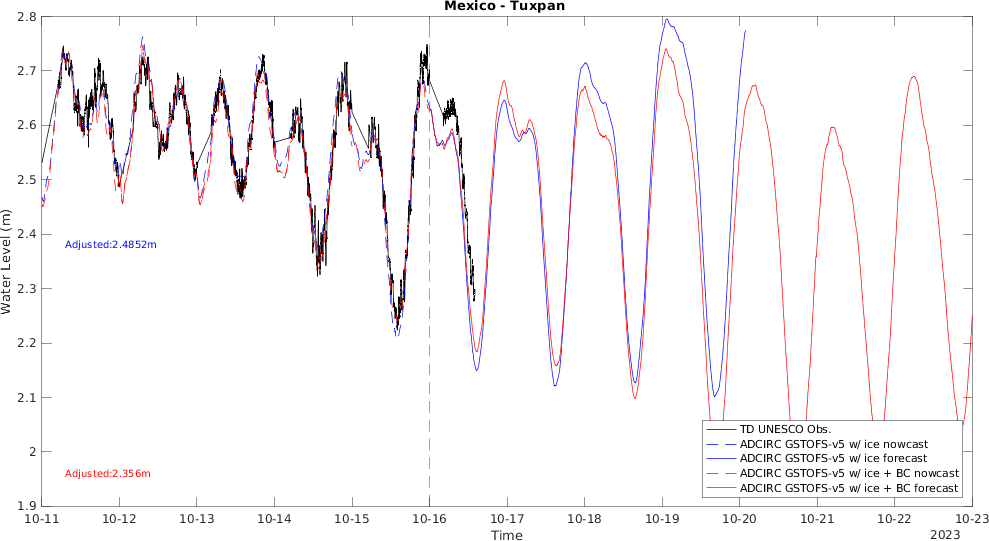 Mexico - Tuxpan
Water Level (m)
2.8
2.7
2.6
2.5
2.4
2.3
2.2
2.1
2
1.9
Adjusted:2.4852m
Adjusted:2.356m
TD UNESCO Obs.
ADCIRC GSTOFS-v5 w/ ice nowcast
ADCIRC GSTOFS-v5 w/ ice forecast
ADCIRC GSTOFS-v5 w/ ice + BC nowcast
ADCIRC GSTOFS-v5 w/ ice + BC forecast
10-11 10-12 10-13 10-14 10-15 10-16 10-17 10-18 10-19 10-20 10-21 10-22 10-23
Time
2023